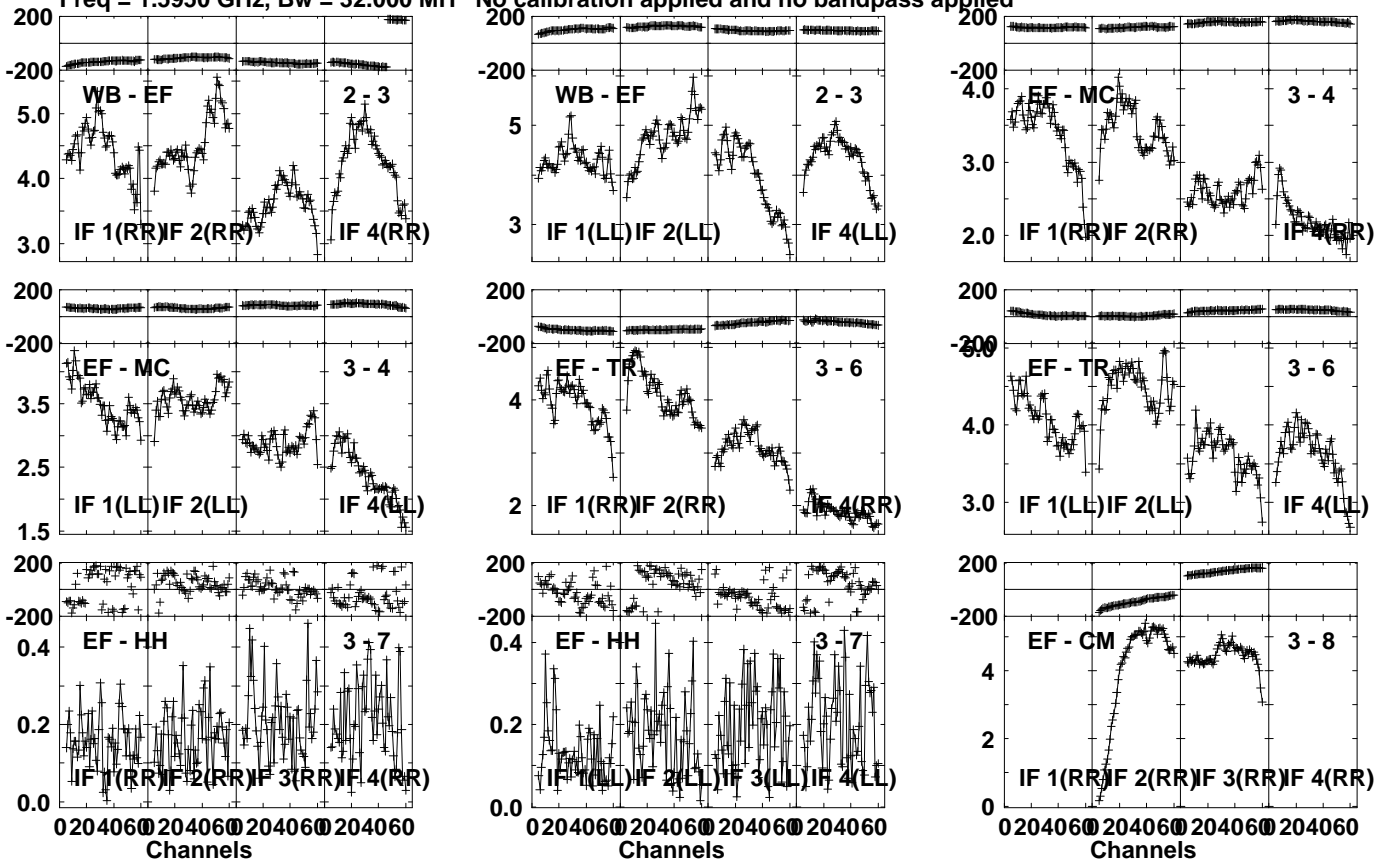 Freq = 1.5950 GHz, Bw = 32.000 MH No calibration applied and no bandpass applied
200 200 200
-200 -200 -200
WB - EF 2 - 3 WB - EF 2 - 3 EF - MC 3 - 4
5.0 4.0 3.0
5 3
4.0 3.0 2.0
IF 1(RR) IF 2(RR) IF 4(RR) IF 1(LL) IF 2(LL) IF 4(LL) IF 1(RR) IF 2(RR) IF 4(RR)
200 200 200
-200 -200 -200
EF - MC 3 - 4 EF - TR 3 - 6 EF - TR 3 - 6
3.5 2.5 1.5
4 2
5.0 4.0 3.0
IF 1(LL) IF 2(LL) IF 4(LL) IF 1(RR) IF 2(RR) IF 4(RR) IF 1(LL) IF 2(LL) IF 4(LL)
200 200 200
-200 -200 -200
EF - HH 3 - 7 EF - HH 3 - 7 EF - CM 3 - 8
0.4 0.2 0.0
0.4 0.2 0.0
4 2 0
IF 1(RR) IF 2(RR) IF 3(RR) IF 4(RR) IF 1(LL) IF 2(LL) IF 3(LL) IF 4(LL) IF 1(RR) IF 2(RR) IF 3(RR) IF 4(RR)
0 20 40 60 0 20 40 60 0 20 40 60 0 20 40 60 0 20 40 60 0 20 40 60 0 20 40 60 0 20 40 60 0 20 40 60 0 20 40 60 0 20 40 60 0 20 40 60
Channels Channels Channels